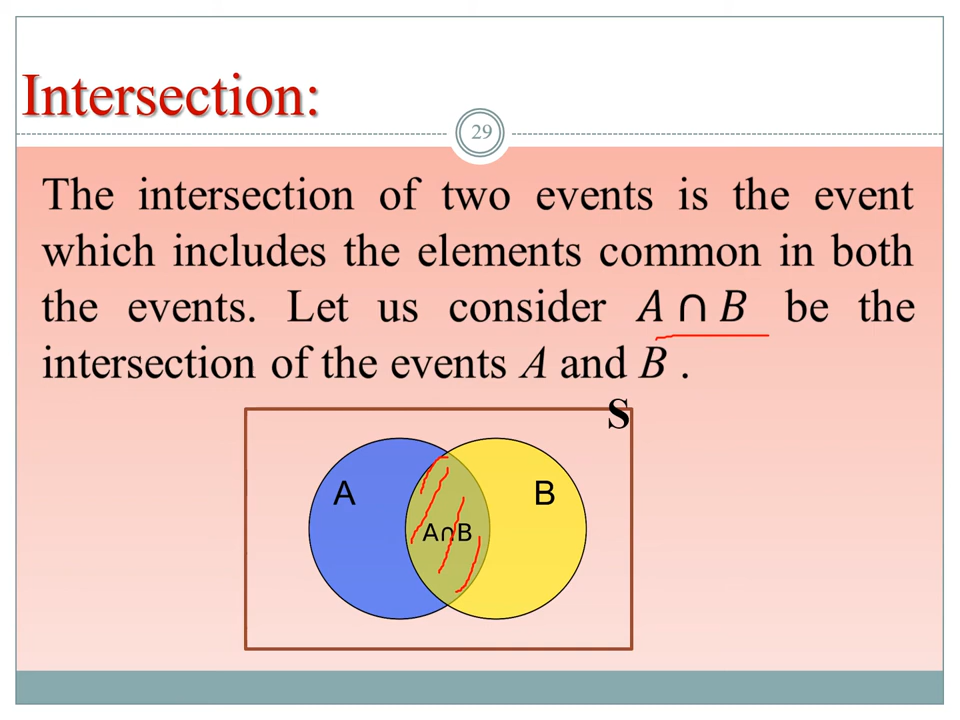 Intersection:
29
The intersection of two events is the event
which includes the elements common in both
the events. Let us consider A ∩ B be the
intersection of the events A and B .
S
A
B
A∩B